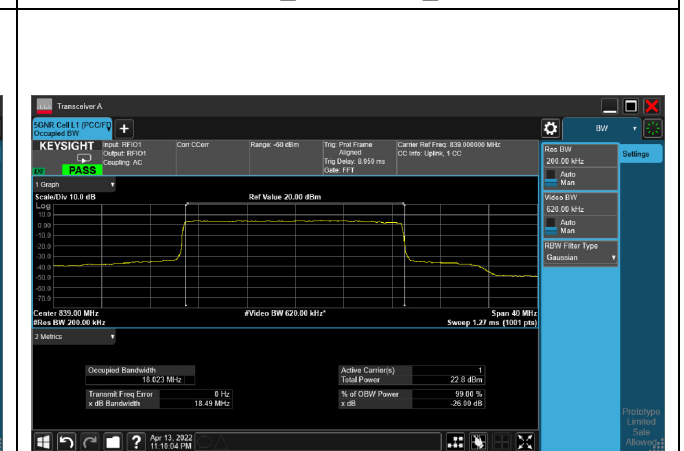 Transceiver A
5GNR Cell L1 (PCC/FD
Occupied BW
+
BW
KEYSIGHT
Input: RFIO1
Output: RFIO1
Coupling: AC
Corr CCorr
Range: -60 dBm
Trig: Prot Frame
Aligned
Trig Delay: 8.950 ms
Gate: FFT
Carrier Ref Freq: 839.000000 MHz
CC Info: Uplink, 1 CC
PASS
Res BW
200.00 kHz
Auto
Man
Settings
Video BW
620.00 kHz
Auto
Man
RBW Filter Type
Gaussian
1 Graph
Scale/Div 10.0 dB
Ref Value 20.00 dBm
Log
10.0
0.00
-10.0
-20.0
-30.0
-40.0
-50.0
-60.0
-70.0
Center 839.00 MHz
#Video BW 620.00 kHz*
Span 40 MHz
#Res BW 200.00 kHz
Sweep 1.27 ms (1001 pts)
2 Metrics
Occupied Bandwidth
18.023 MHz
Active Carrier(s) 1
Total Power 22.8 dBm
Transmit Freq Error 0 Hz
x dB Bandwidth 18.49 MHz
% of OBW Power 99.00 %
x dB -26.00 dB
Prototype
Limited
Sale
Allowed
?
Apr 13, 2022
11:10:04 PM